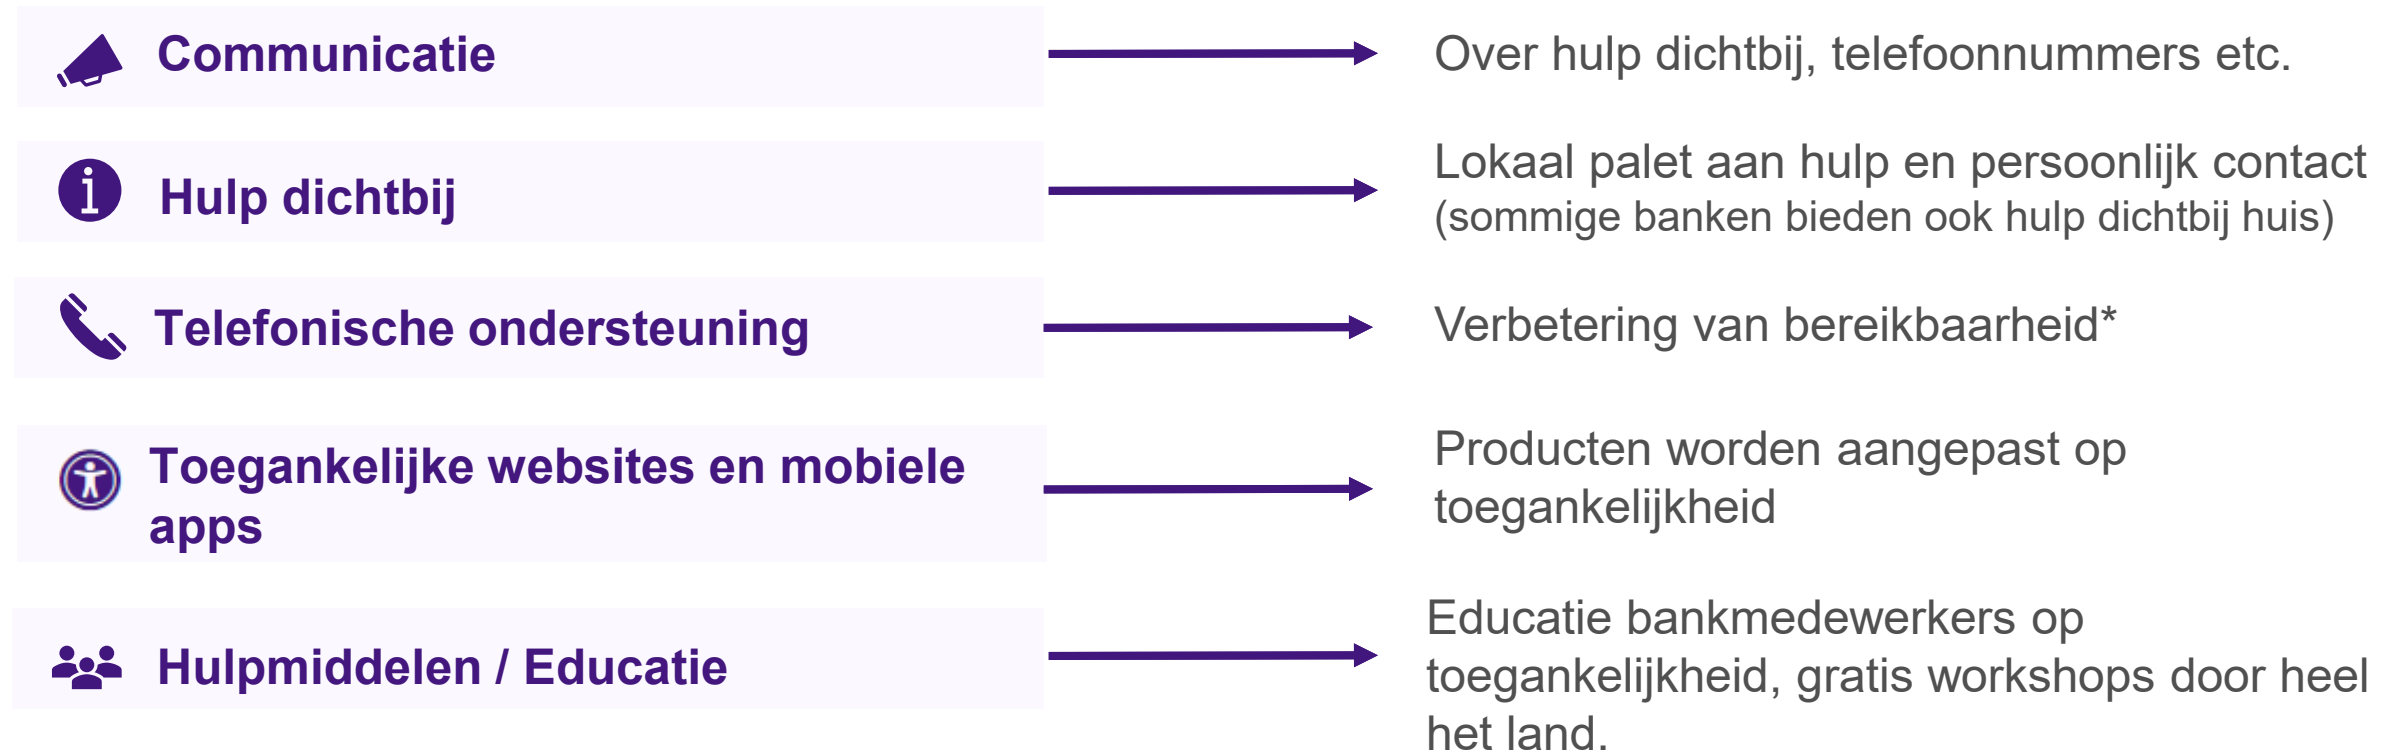 Communicatie
Over hulp dichtbij, telefoonnummers etc.
Hulp dichtbij
Lokaal palet aan hulp en persoonlijk contact
(sommige banken bieden ook hulp dichtbij huis)
Telefonische ondersteuning
Verbetering van bereikbaarheid*
Toegankelijke websites en mobiele
apps
Producten worden aangepast op
toegankelijkheid
Hulpmiddelen / Educatie
Educatie bankmedewerkers op
toegankelijkheid, gratis workshops door heel
het land.